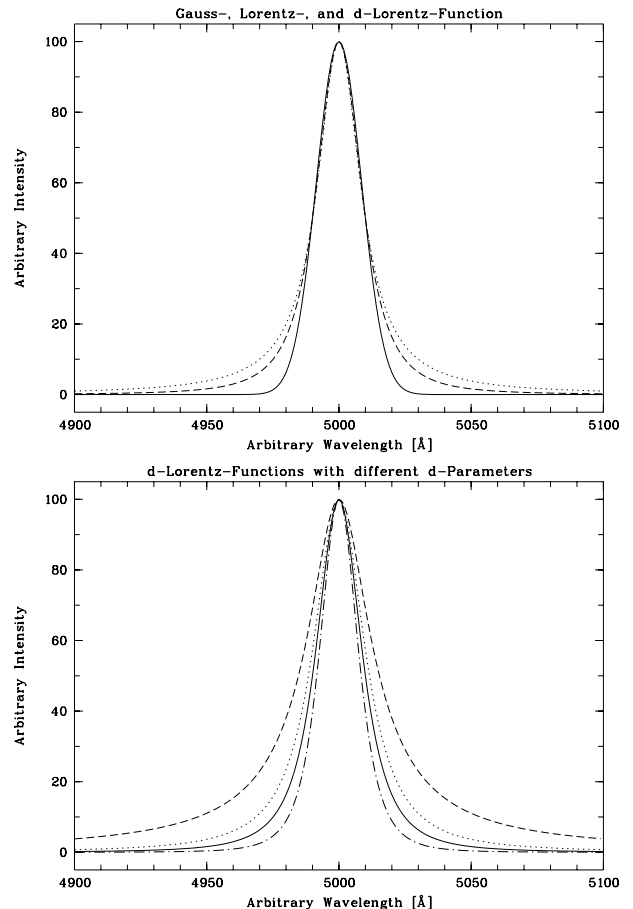 Gauss-, Lorentz-, and d-Lorentz-Function
100
80
60
40
20
0
Arbitrary Intensity
4900 4950 5000 5050 5100
Arbitrary Wavelength [Å]
d-Lorentz-Functions with different d-Parameters
100
80
60
40
20
0
Arbitrary Intensity
4900 4950 5000 5050 5100
Arbitrary Wavelength [Å]